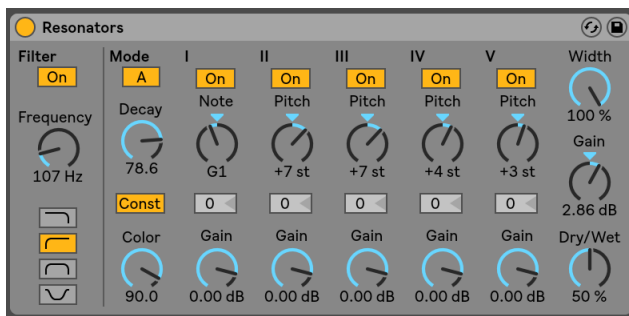 Resonators
Filter Mode I II III IV V Width
On A On On On On On
Decay Note Pitch Pitch Pitch Pitch
Frequency 100 %
107 Hz 78.6 G1 +7 st +7 st +4 st +3 st Gain
Const 0 0 0 0 0 2.86 dB
Color Gain Gain Gain Gain Gain Dry/Wet
90.0 0.00 dB 0.00 dB 0.00 dB 0.00 dB 0.00 dB 50 %